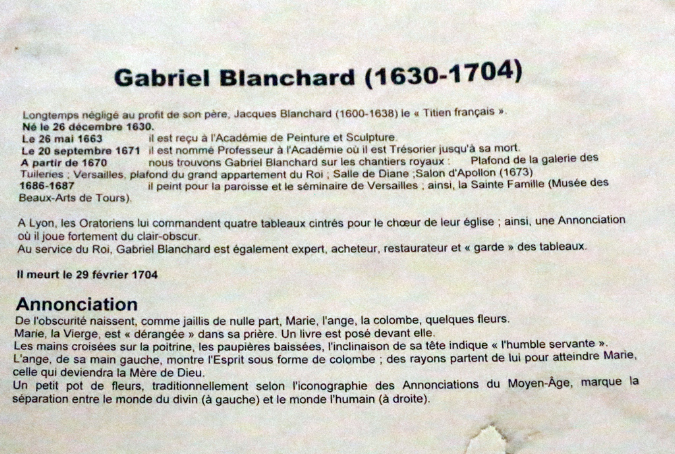 Gabriel Blanchard (1630-1704)
Longtemps négligé au profit de son père, Jacques Blanchard (1600-1638) le « Titien français ».
Né le 26 décembre 1630.
Le 26 mai 1663 il est reçu à l'Académie de Peinture et Sculpture.
Le 20 septembre 1671 il est nommé Professeur à l'Académie où il est Trésorier jusqu'à sa mort.
A partir de 1670 nous trouvons Gabriel Blanchard sur les chantiers royaux : Plafond de la galerie des
Tuileries ; Versailles, plafond du grand appartement du Roi ; Salle de Diane ;Salon d'Apollon (1673)
1686-1687 il peint pour la paroisse et le séminaire de Versailles ; ainsi, la Sainte Famille (Musée des
Beaux-Arts de Tours).
A Lyon, les Oratoriens lui commandent quatre tableaux cintrés pour le chœur de leur église ; ainsi, une Annonciation
où il joue fortement du clair-obscur.
Au service du Roi, Gabriel Blanchard est également expert, acheteur, restaurateur et « garde » des tableaux.
Il meurt le 29 février 1704
Annonciation
De l'obscurité naissent, comme jaillis de nulle part, Marie, l'ange, la colombe, quelques fleurs.
Marie, la Vierge, est « dérangée » dans sa prière. Un livre est posé devant elle.
Les mains croisées sur la poitrine, les paupières baissées, l'inclinaison de sa tête indique « l'humble servante ».
L'ange, de sa main gauche, montre l'Esprit sous forme de colombe ; des rayons partent de lui pour atteindre Marie,
celle qui deviendra la Mère de Dieu.
Un petit pot de fleurs, traditionnellement selon l'iconographie des Annonciations du Moyen-Âge, marque la
séparation entre le monde du divin (à gauche) et le monde l'humain (à droite).